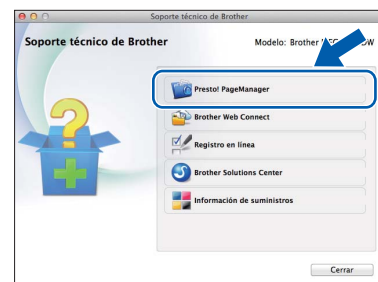 Soporte técnico de Brother
Soporte técnico de Brother
Modelo: Brother
Presto! PageManager
Brother Web Connect
Registro en línea
Brother Solutions Center
Información de suministros
Cerrar